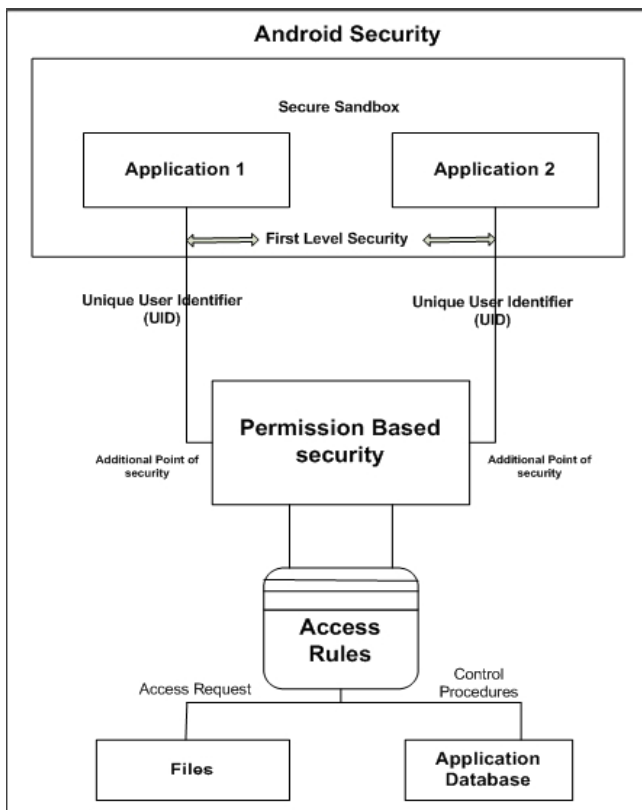 Android Security
Secure Sandbox
Application 1
Application 2
First Level Security
Unique User Identifier
(UID)
Unique User Identifier
(UID)
Permission Based
security
Additional Point of
security
Additional Point of
security
Access
Rules
Access Request
Control
Procedures
Files
Application
Database